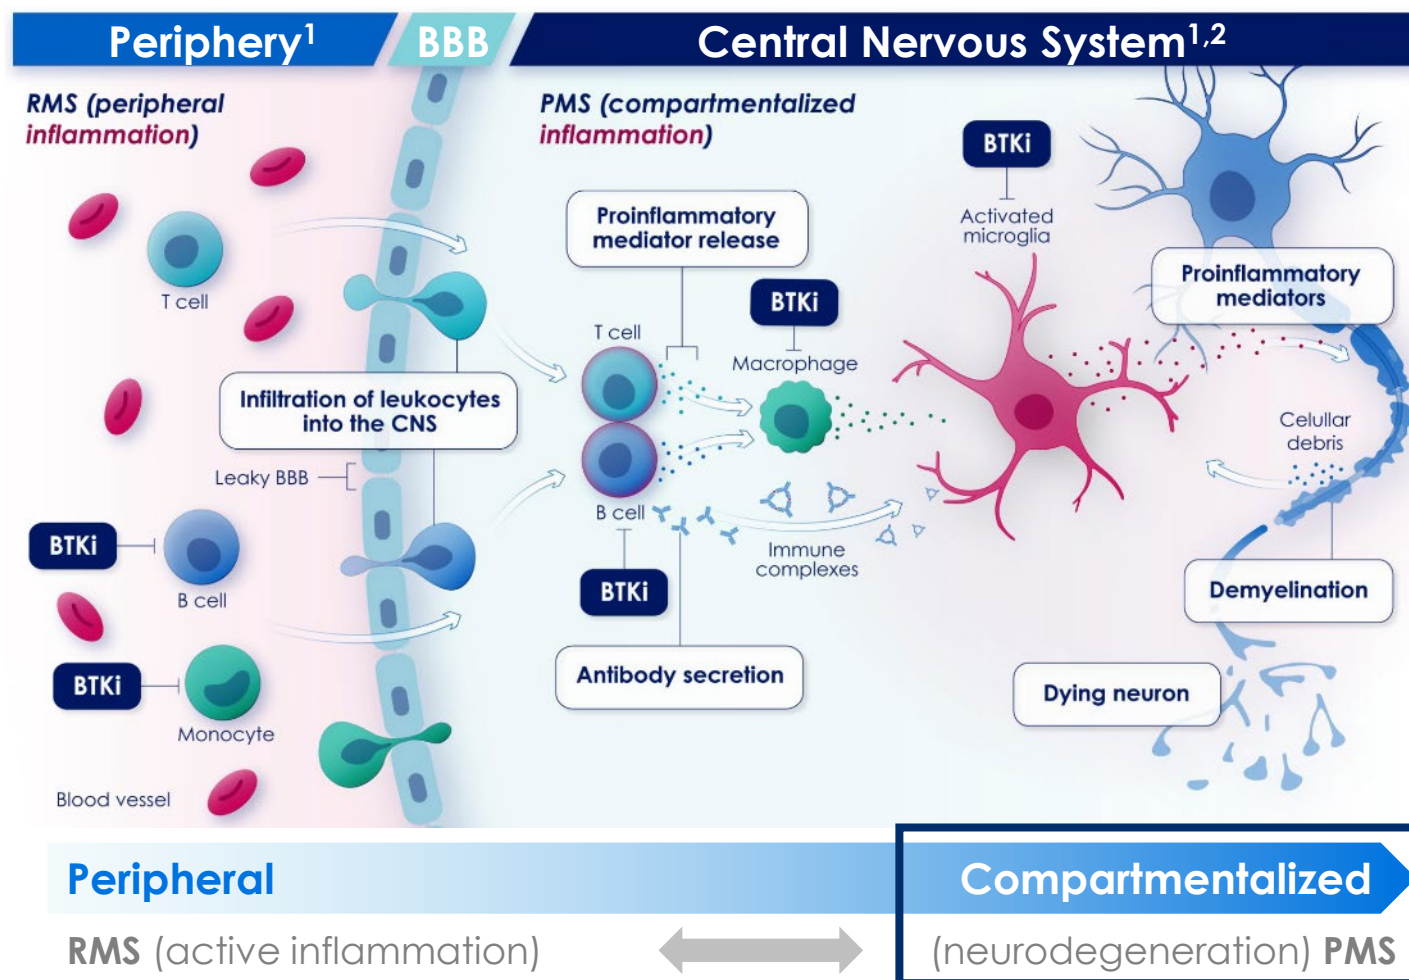 Periphery¹
BBB
Central Nervous System¹,²
RMS (peripheral
inflammation)
PMS (compartmentalized
inflammation)
BTKi
Activated
microglia
Proinflammatory
mediator release
Proinflammatory
mediators
T cell
BTKi
T cell
Macrophage
Infiltration of leukocytes
into the CNS
Celullar
debris
Leaky BBB
B cell
BTKi
Immune
complexes
B cell
BTKi
Demyelination
Antibody secretion
BTKi
Dying neuron
Monocyte
Blood vessel
Peripheral
Compartmentalized
RMS (active inflammation)
(neurodegeneration) PMS